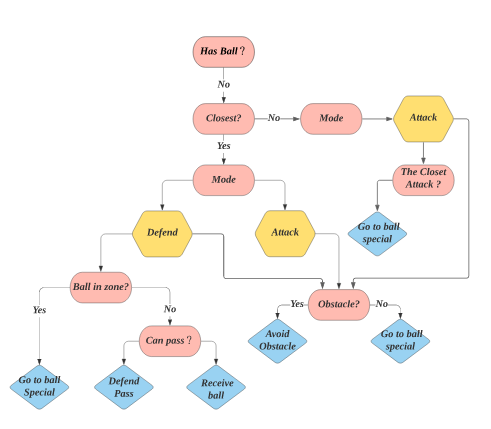 Has Ball ?
No
Closest?
No
Mode
Attack
Yes
The Closet
Attack ?
Mode
Go to ball
special
Defend
Attack
Ball in zone?
Obstacle?
Yes
No
Yes
No
Can pass ?
Avoid
Obstacle
Go to ball
special
Go to ball
Special
Defend
Pass
Receive
ball